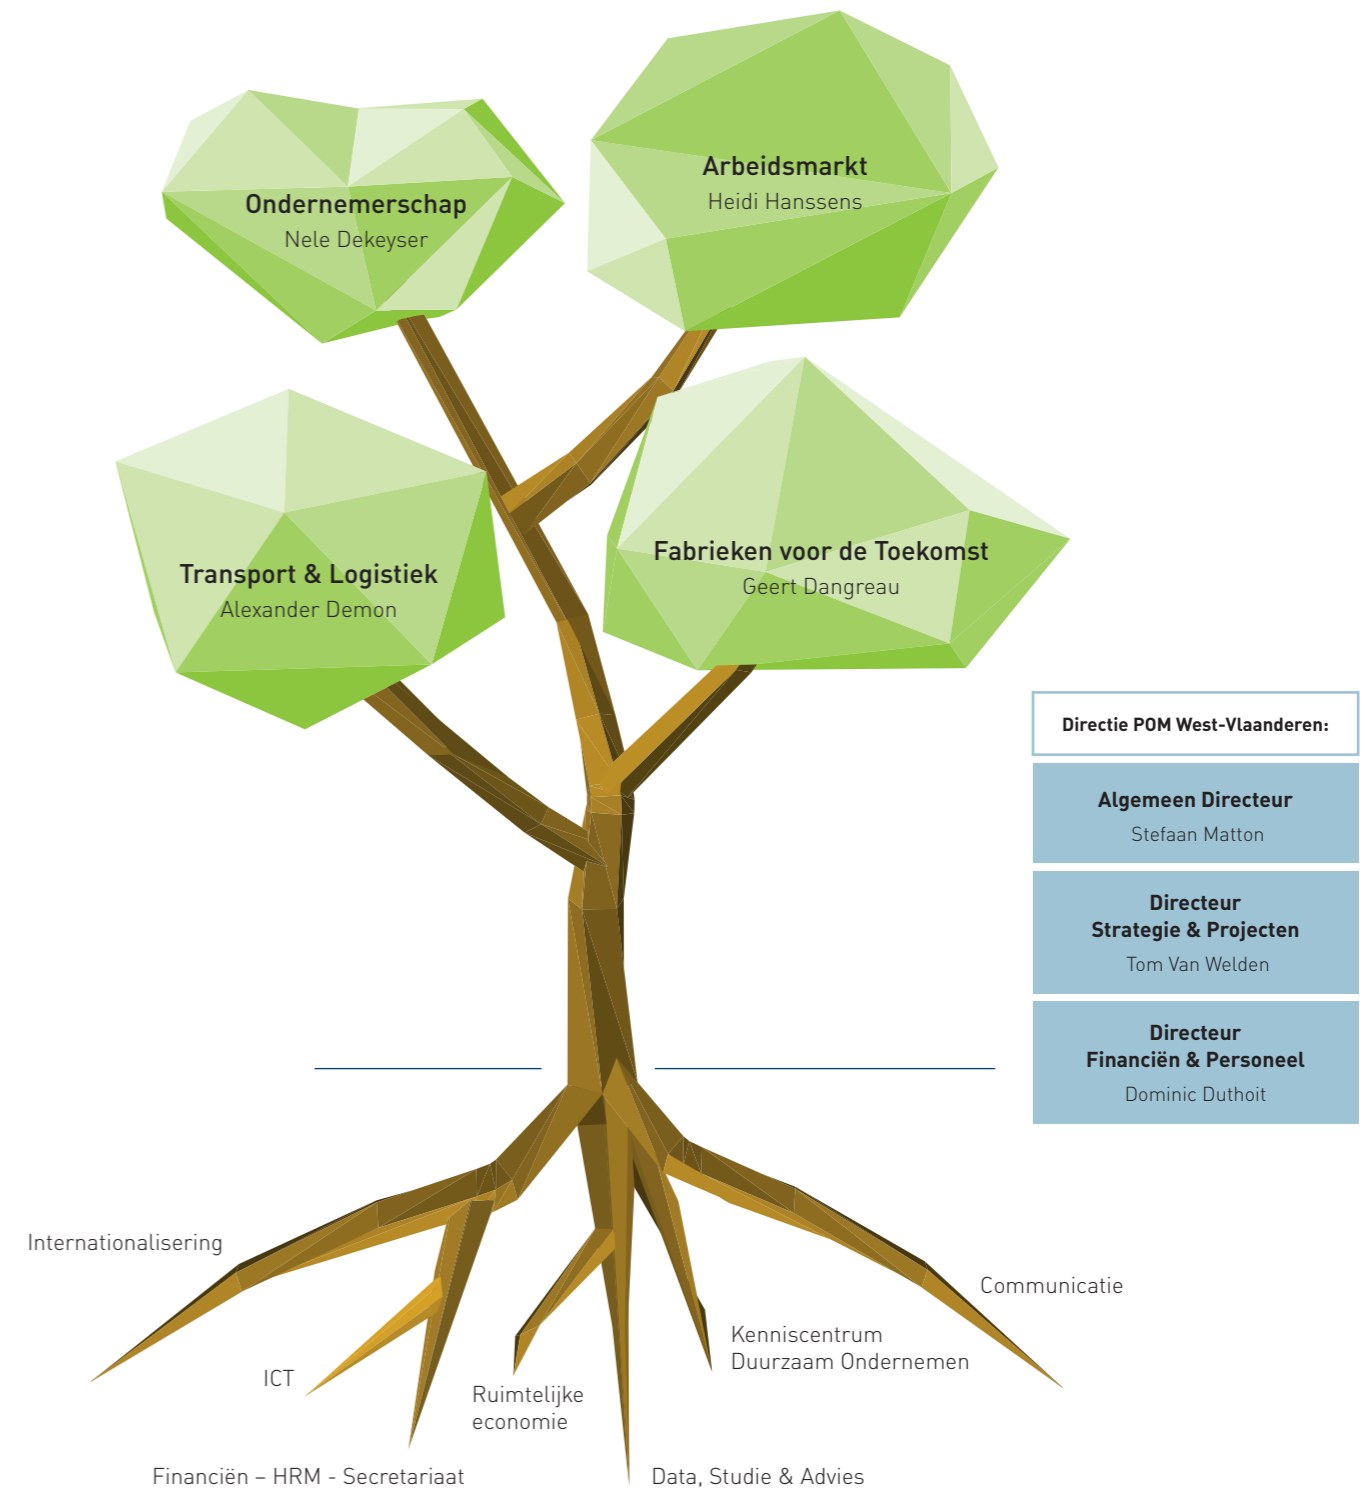 Ondernemerschap
Nele Dekeyser
Arbeidsmarkt
Heidi Hanssens
Transport & Logistiek
Alexander Demon
Fabrieken voor de Toekomst
Geert Dangreau
Directie POM West-Vlaanderen:
Algemeen Directeur
Stefaan Matton
Directeur
Strategie & Projecten
Tom Van Welden
Directeur
Financiën & Personeel
Dominic Duthoit
Internationalisering
ICT
Financiën – HRM - Secretariaat
Ruimtelijke
economie
Data, Studie & Advies
Kenniscentrum
Duurzaam Ondernemen
Communicatie